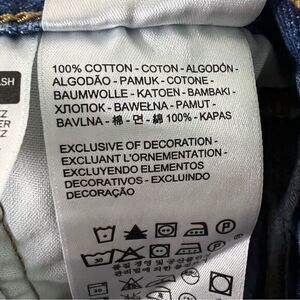 100% COTTON - COTON - ALGODÓN -
ALGODÃO - PAMUK - COTONE -
BAUMWOLLE - KATOEN - BAMBAKI -
ХЛОПОК - BAWEŁNA - PAMUT -
BAVLNA - 棉 - 면 - 綿 100% - KAPAS
EXCLUSIVE OF DECORATION -
EXCLUANT L'ORNEMENTATION -
EXCLUYENDO ELEMENTOS
DECORATIVOS - EXCLUINDO
DECORAÇÃO